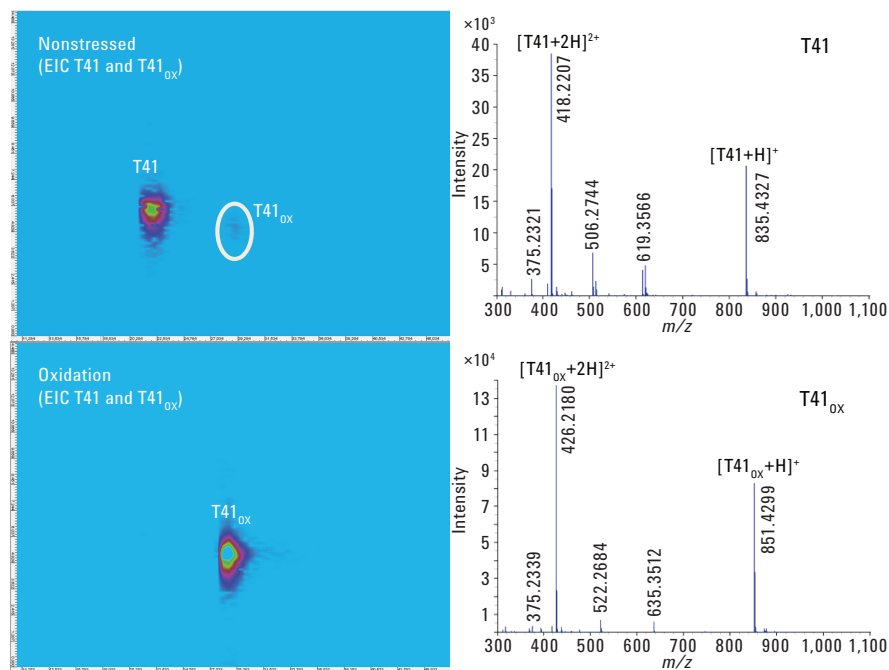 Nonstressed
(EIC T41 and T41ox)
T41
T41ox
×10³
40
35
30
25
20
15
10
5
Intensity
[T41+2H]²⁺
418.2207
T41
[T41+H]⁺
835.4327
375.2321
506.2744
619.3566
300 400 500 600 700 800 900 1,000 1,100
m/z
Oxidation
(EIC T41 and T41ox)
T41ox
×10⁴
13
11
9
7
5
3
1
Intensity
[T41ox+2H]²⁺
426.2180
T41ox
[T41ox+H]⁺
851.4299
375.2339
522.2684
635.3512
300 400 500 600 700 800 900 1,000 1,100
m/z